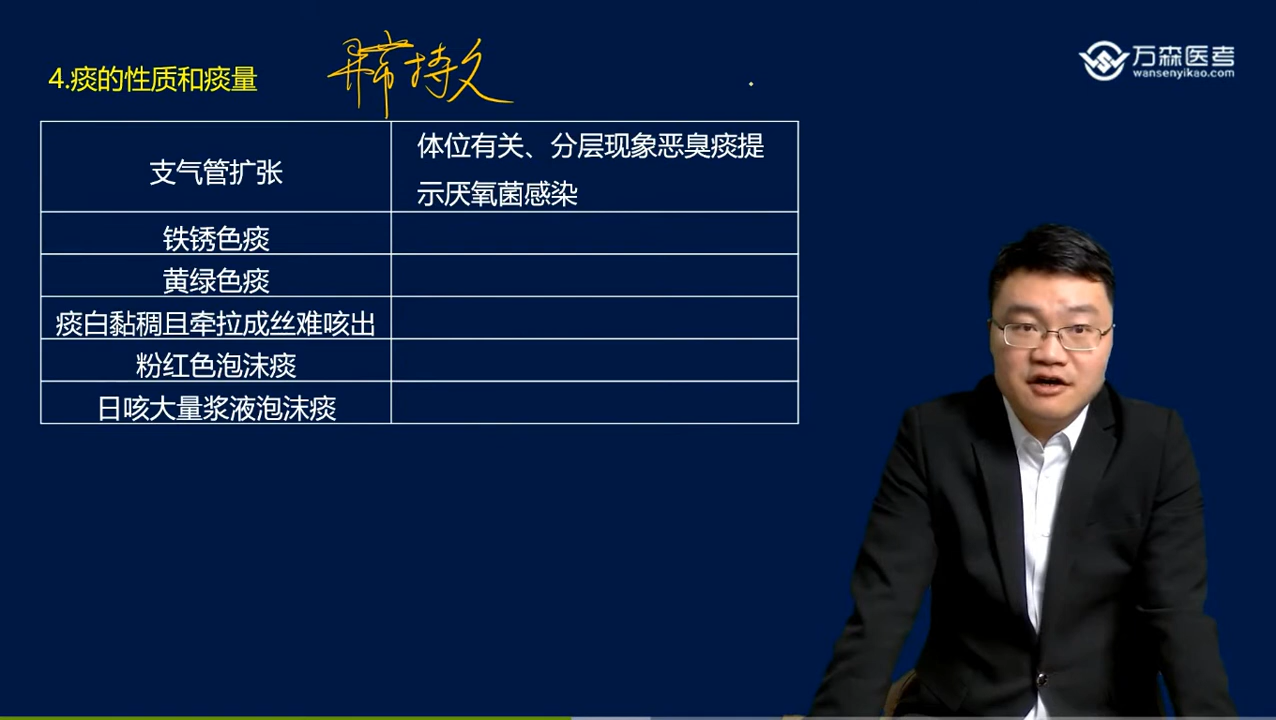 4.痰的性质和痰量
万森医考
wansenyikao.com
支气管扩张
体位有关、分层现象恶臭痰提
示厌氧菌感染
铁锈色痰
黄绿色痰
痰白黏稠且牵拉成丝难咳出
粉红色泡沫痰
日咳大量浆液泡沫痰